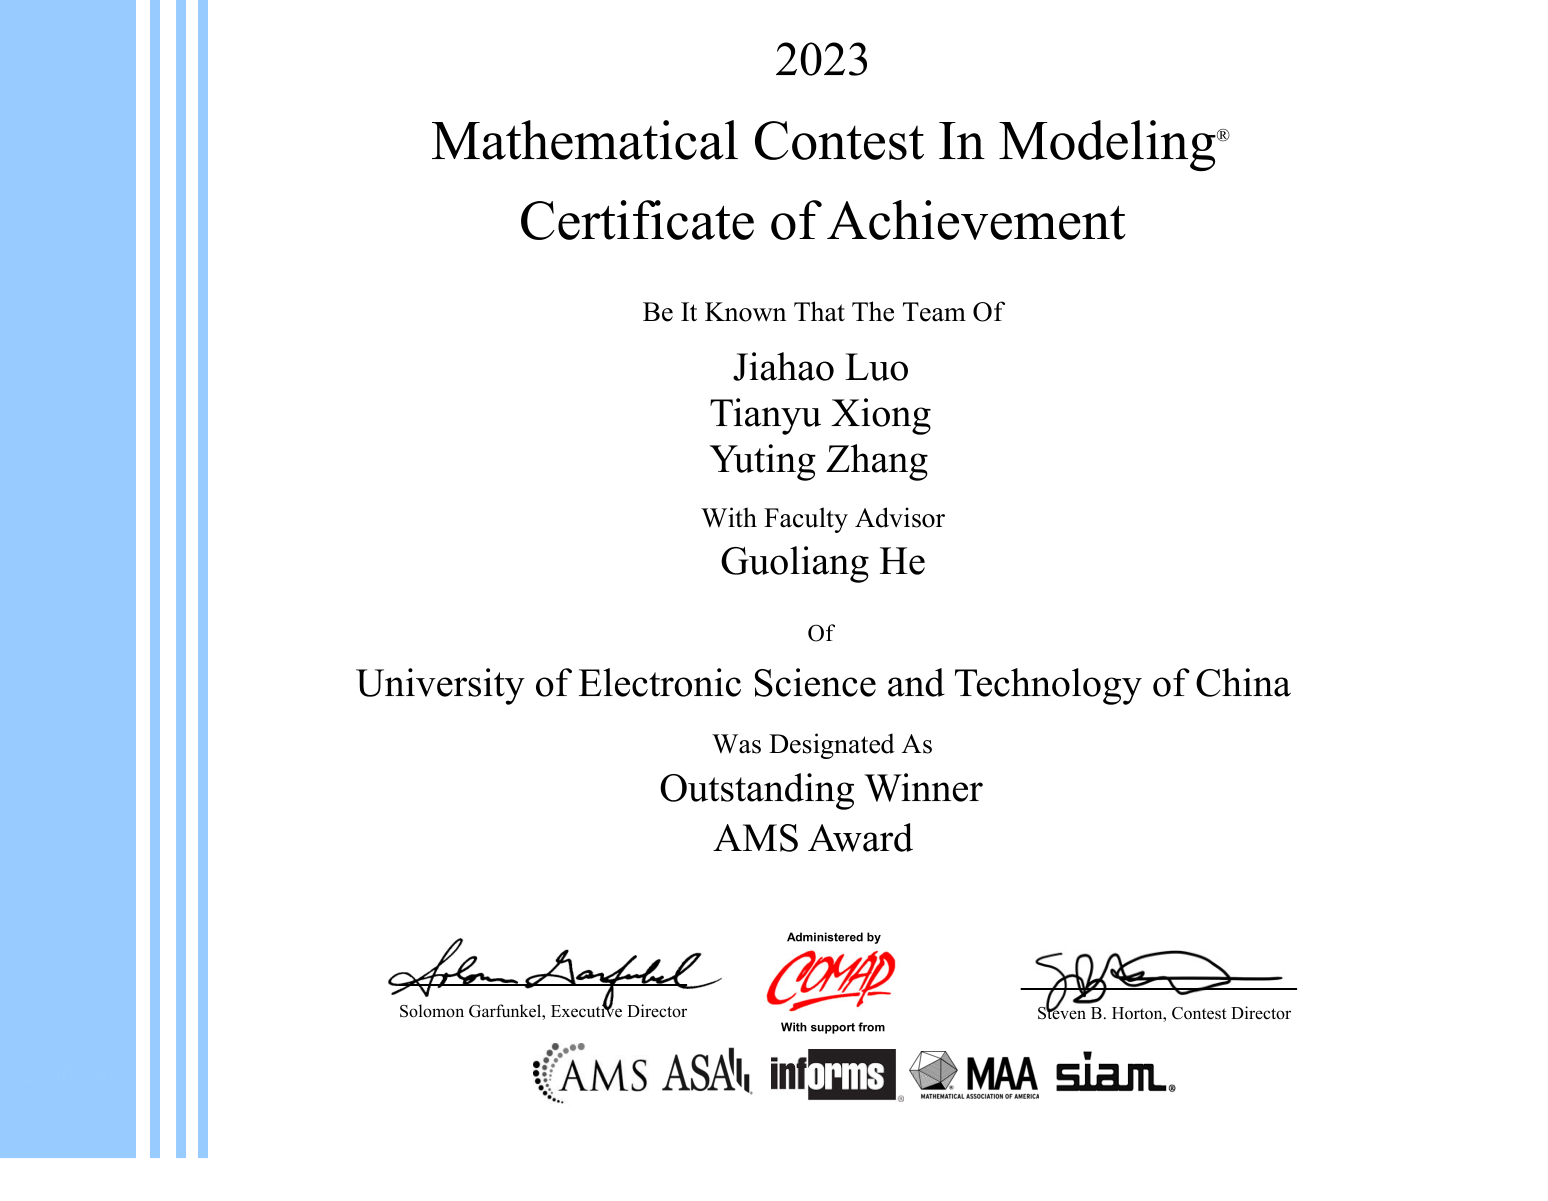 2023
Mathematical Contest In Modeling®
Certificate of Achievement
Be It Known That The Team Of
Jiahao Luo
Tianyu Xiong
Yuting Zhang
With Faculty Advisor
Guoliang He
Of
University of Electronic Science and Technology of China
Was Designated As
Outstanding Winner
AMS Award
Administered by
Solomon Garfunkel
COMAP
Solomon Garfunkel, Executive Director
Steven B. Horton, Contest Director
With support from
AMS ASA informs® MAA siam®
MATHEMATICAL ASSOCIATION OF AMERICA